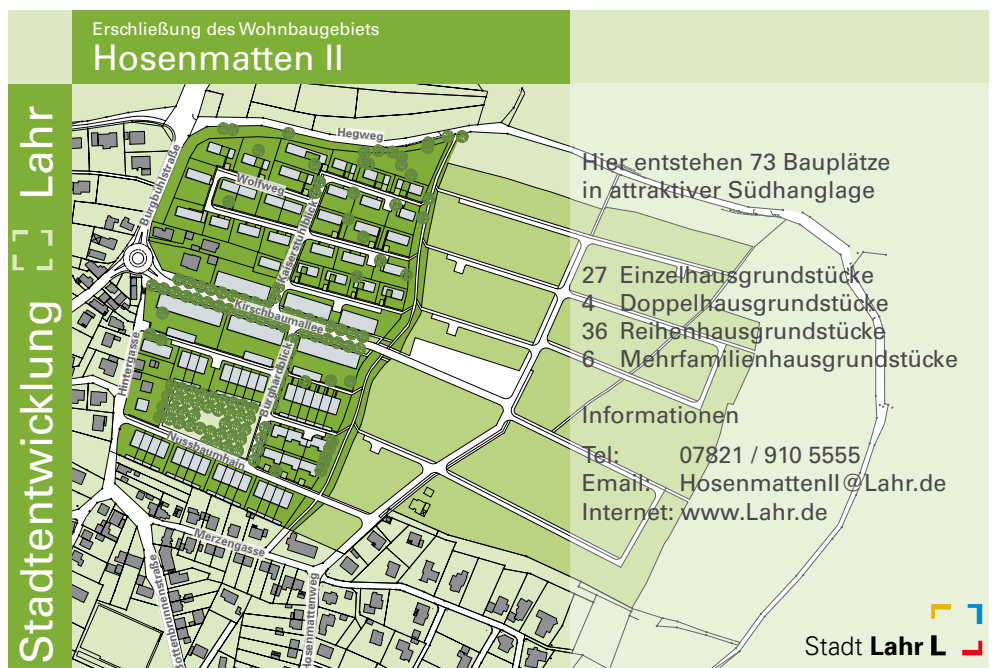 Erschließung des Wohnbaugebiets
Hosenmatten II
Stadtentwicklung Lahr
Hegweg
Burgbühlstraße
Wolfweg
Kaiserstuhlblick
Kirschbaumallee
Hintergasse
Burghardblick
Nussbaumhain
Merzengasse
Hosenmattenweg
Hier entstehen 73 Bauplätze
in attraktiver Südhanglage
27 Einzelhausgrundstücke
4 Doppelhausgrundstücke
36 Reihenhausgrundstücke
6 Mehrfamilienhausgrundstücke
Informationen
Tel: 07821 / 910 5555
Email: HosenmattenII@Lahr.de
Internet: www.Lahr.de
Stadt Lahr L